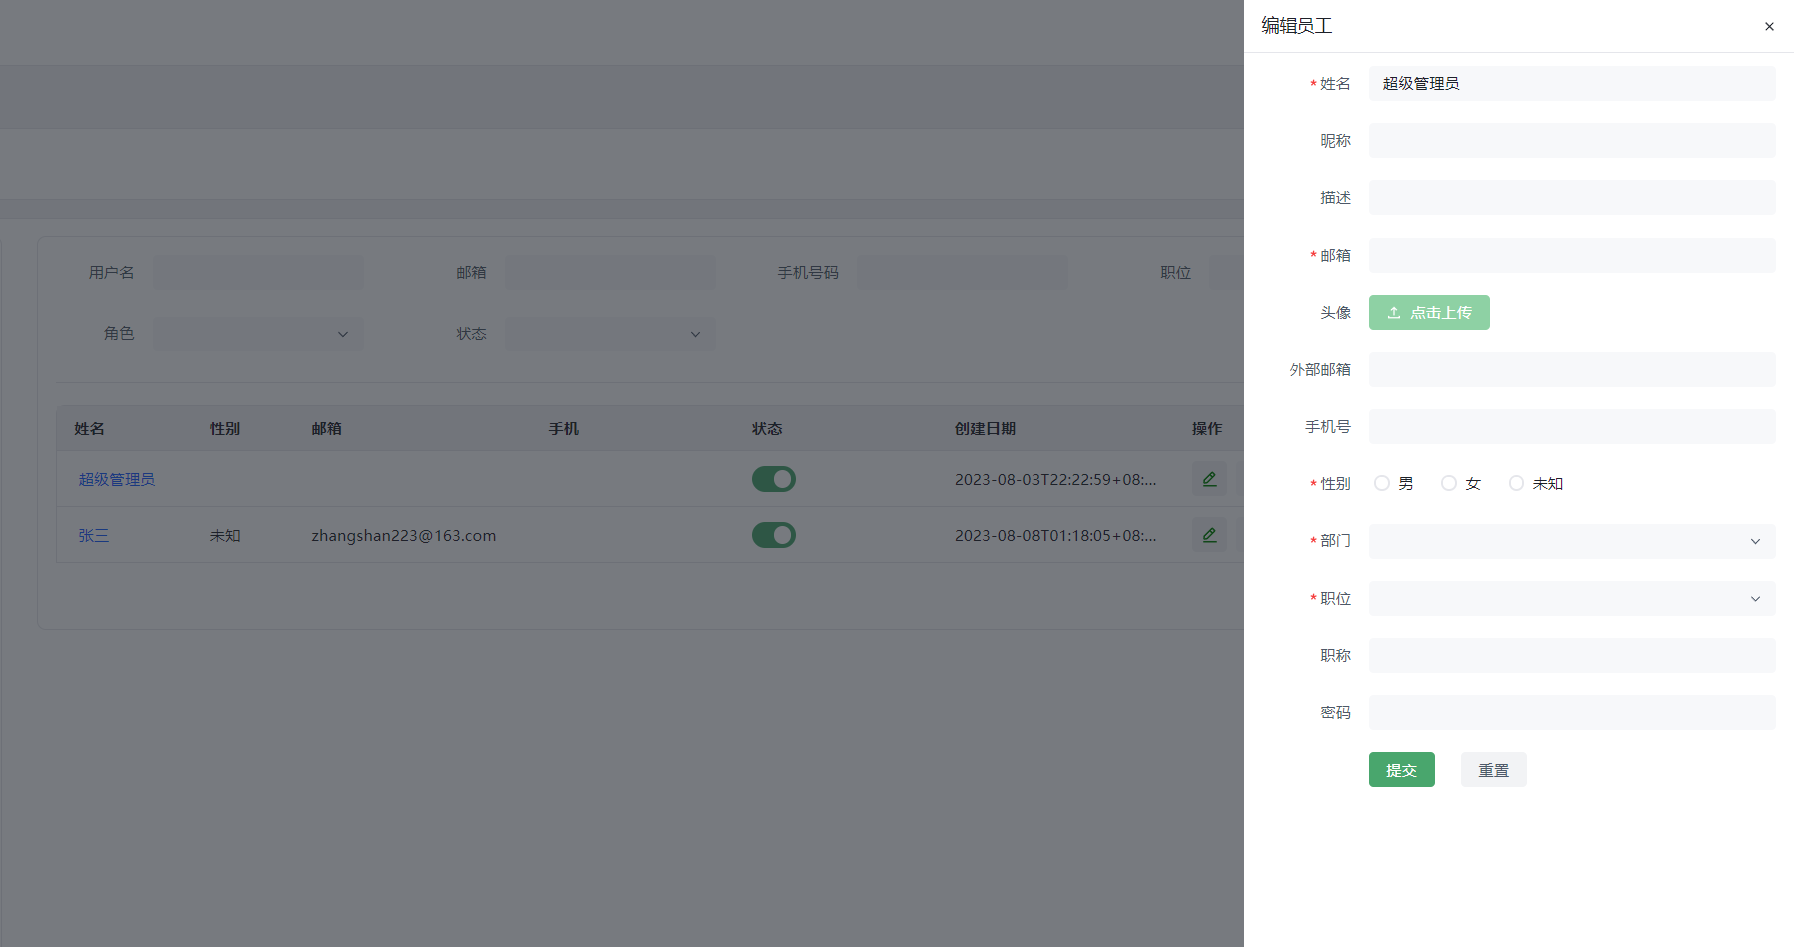 用户名 邮箱 手机号码 职位
角色 状态
姓名 性别 邮箱 手机 状态 创建日期 操作
超级管理员 2023-08-03T22:22:59+08:...
张三 未知 zhangshan223@163.com 2023-08-08T01:18:05+08:...
编辑员工
* 姓名 超级管理员
昵称
描述
* 邮箱
头像 点击上传
外部邮箱
手机号
* 性别 男 女 未知
* 部门
* 职位
职称
密码
提交 重置